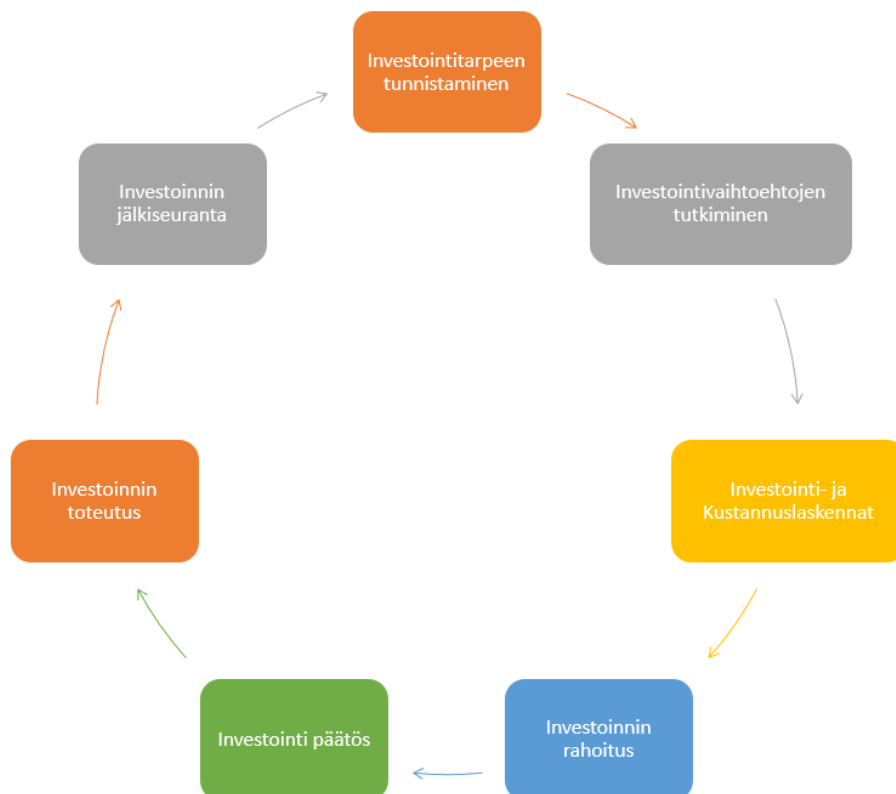 Investointitarpeen
tunnistaminen
Investointivaihtoehtojen
tutkiminen
Investointi- ja
Kustannuslaskennat
Investoinnin
rahoitus
Investointi päätös
Investoinnin
toteutus
Investoinnin
jälkiseuranta